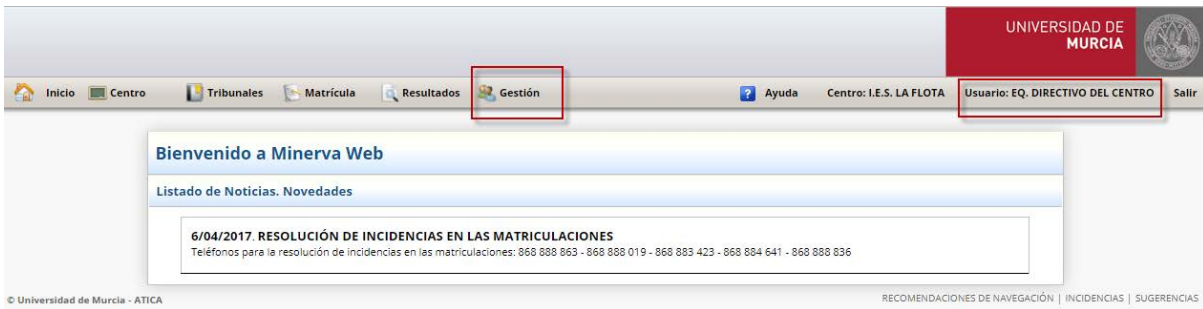 UNIVERSIDAD DE
MURCIA
Inicio Centro Tribunales Matrícula Resultados Gestión ? Ayuda Centro: I.E.S. LA FLOTA Usuario: EQ. DIRECTIVO DEL CENTRO Salir
Bienvenido a Minerva Web
Listado de Noticias. Novedades
6/04/2017. RESOLUCIÓN DE INCIDENCIAS EN LAS MATRICULACIONES
Teléfonos para la resolución de incidencias en las matriculaciones: 868 888 863 - 868 888 019 - 868 883 423 - 868 884 641 - 868 888 836
© Universidad de Murcia - ATICA RECOMENDACIONES DE NAVEGACIÓN | INCIDENCIAS | SUGERENCIAS